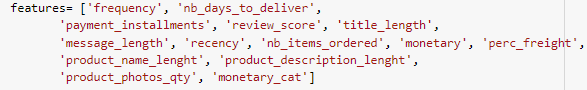 features= ['frequency', 'nb_days_to_deliver',
'payment_installments', 'review_score', 'title_length',
'message_length', 'recency', 'nb_items_ordered', 'monetary', 'perc_freight',
'product_name_lenght', 'product_description_lenght',
'product_photos_qty', 'monetary_cat']